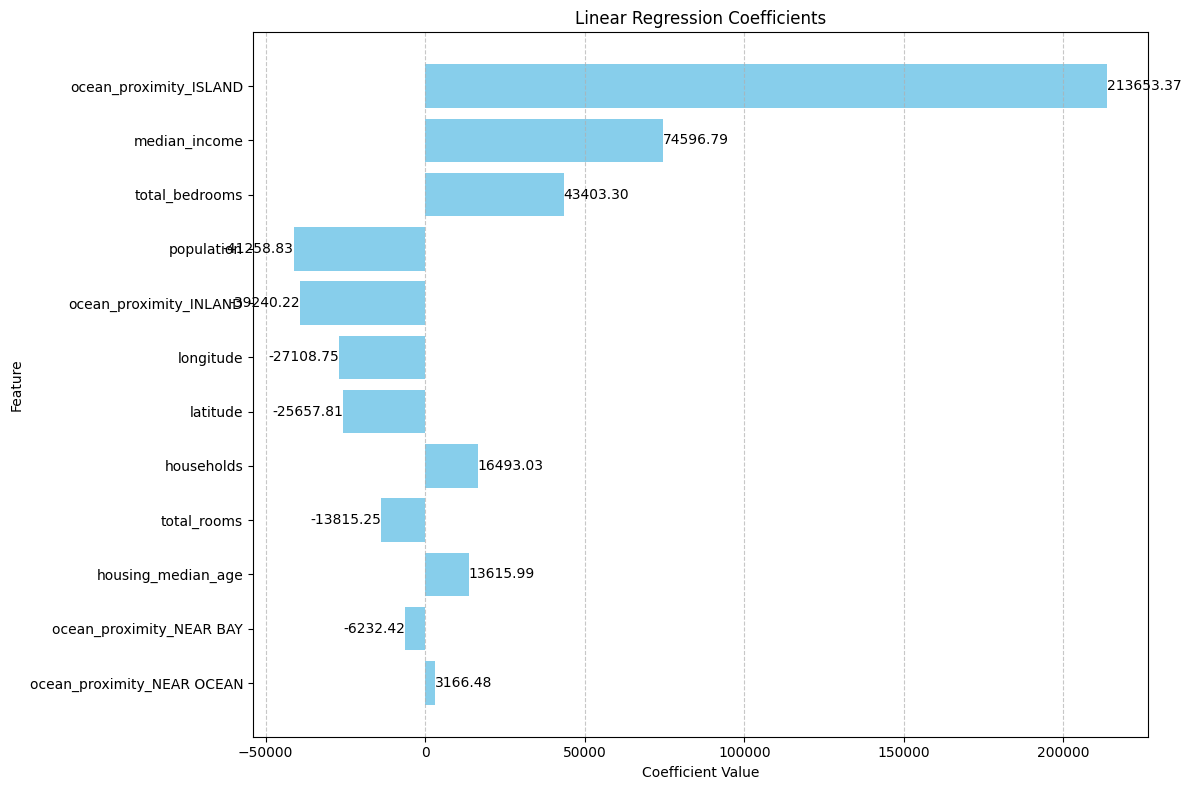 Linear Regression Coefficients
ocean_proximity_ISLAND
213653.37
median_income
74596.79
total_bedrooms
43403.30
population
-41258.83
ocean_proximity_INLAND
-39240.22
longitude
-27108.75
latitude
-25657.81
households
16493.03
total_rooms
-13815.25
housing_median_age
13615.99
ocean_proximity_NEAR BAY
-6232.42
ocean_proximity_NEAR OCEAN
3166.48
Feature
−50000
0
50000
100000
150000
200000
Coefficient Value